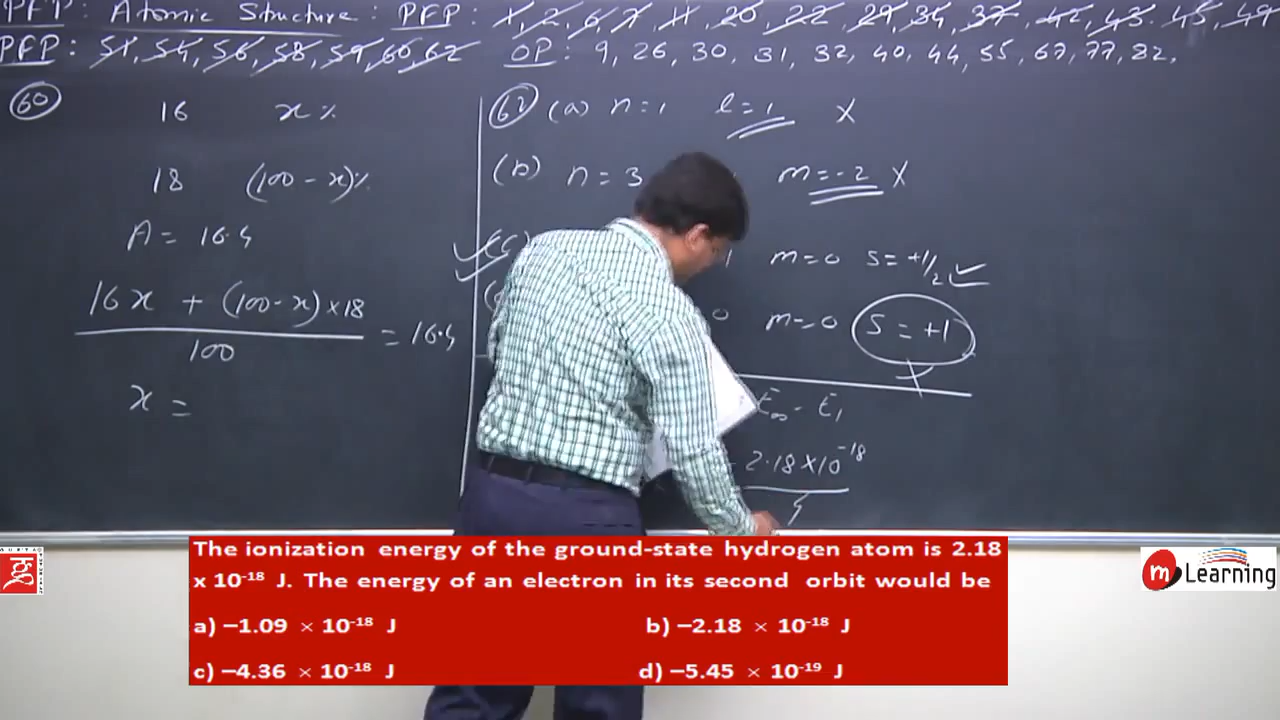 PFP : Atomic Structure : PFP : 1, 2, 6, 7, 11, 20, 22, 29, 34, 37, 42, 43, 45, 49
PFP : 51, 54, 56, 58, 59, 60, 62 OP : 9, 26, 30, 31, 32, 40, 44, 55, 67, 77, 82.
60 16 x %
18 (100 - x)%
A = 16.4
16x + (100-x) × 18
100
= 16.4
x =
(a) n=1 l=1 X
(b) n = 3 m=-2 X
m=0 s=+1/2 ✓
0 m=0 s=+1
E∞ - E1
2.18×10-18
4
The ionization energy of the ground-state hydrogen atom is 2.18
x 10-18 J. The energy of an electron in its second orbit would be
a) –1.09 × 10-18 J b) –2.18 × 10-18 J
c) –4.36 × 10-18 J d) –5.45 × 10-19 J
m Learning